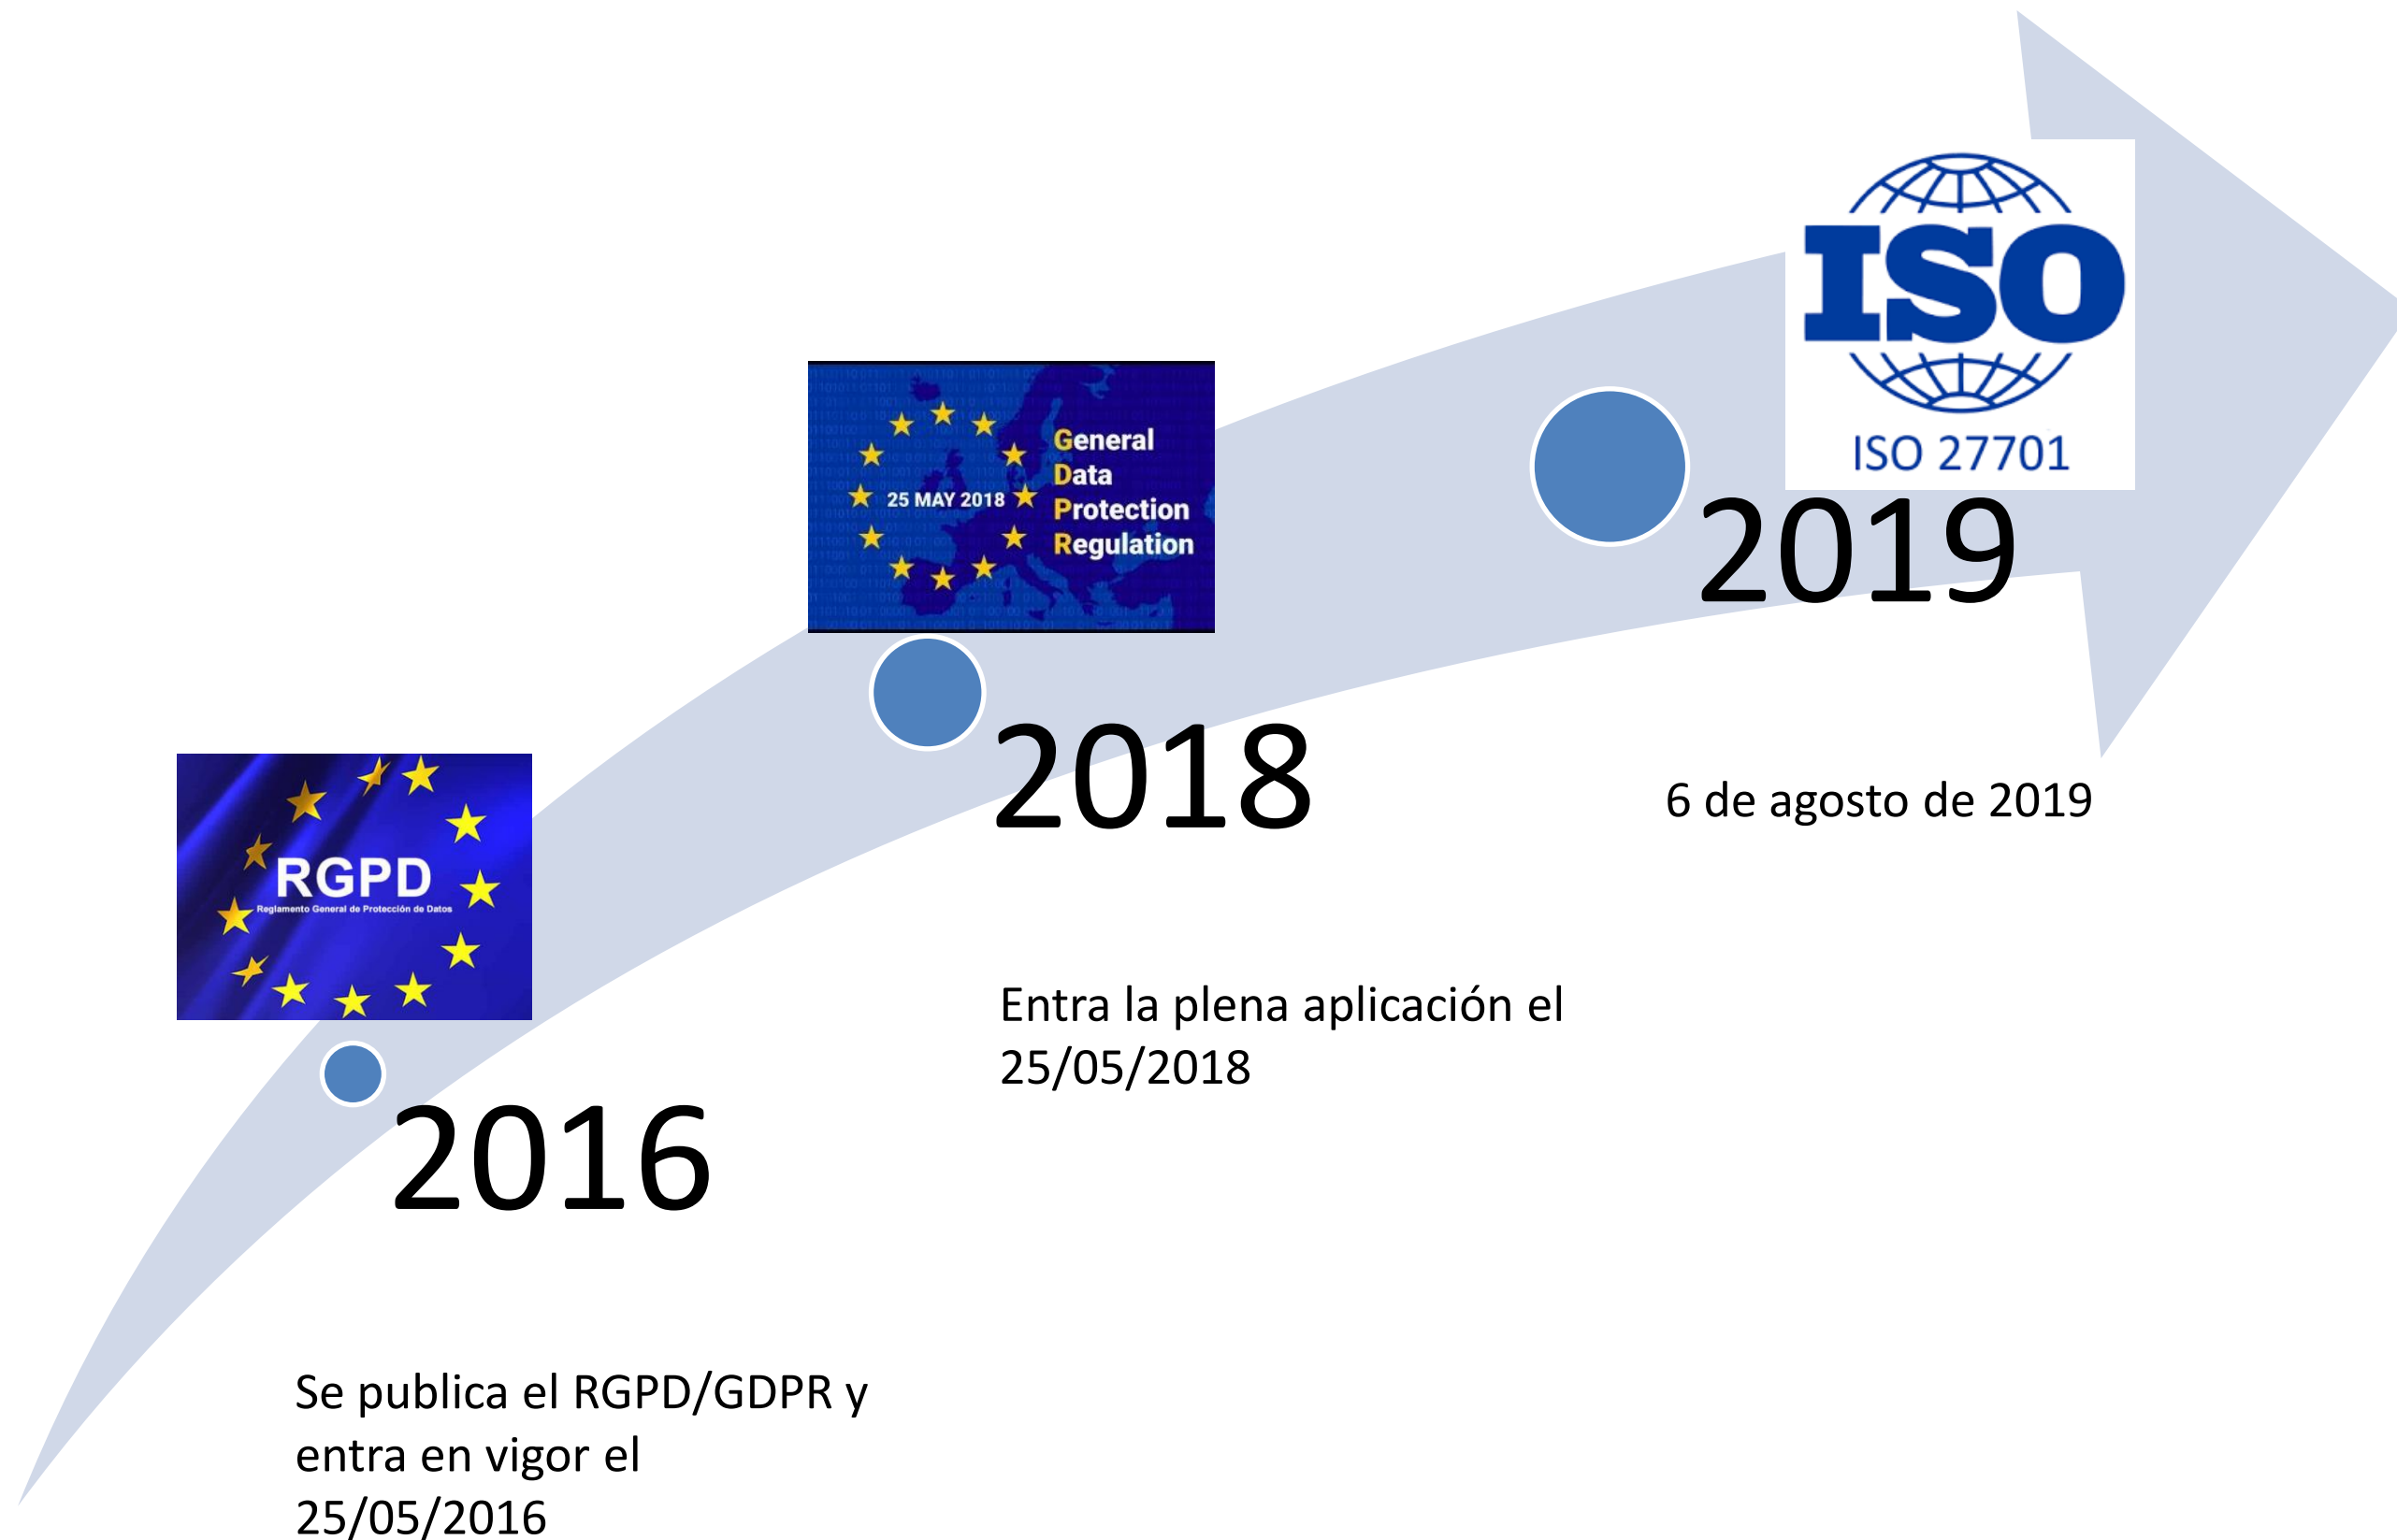 RGPD
Reglamento General de Protección de Datos
2016
Se publica el RGPD/GDPR y
entra en vigor el
25/05/2016
25 MAY 2018
General
Data
Protection
Regulation
2018
Entra la plena aplicación el
25/05/2018
ISO
ISO 27701
2019
6 de agosto de 2019